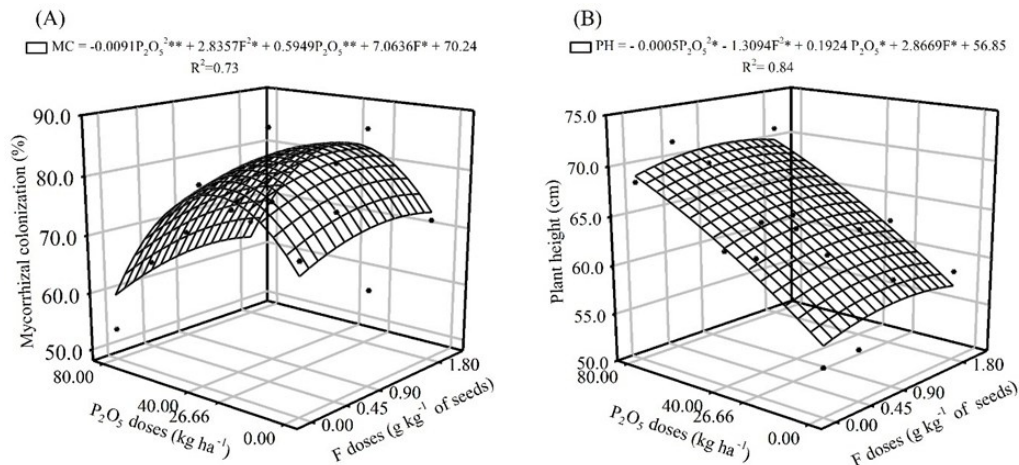 (A)
MC = -0.0091P₂O₅²** + 2.8357F²* + 0.5949P₂O₅** + 7.0636F* + 70.24
R²=0.73
90.0
80.0
70.0
60.0
50.0
Mycorrhizal colonization (%)
80.00
40.00
26.66
0.00
P₂O₅ doses (kg ha⁻¹)
0.00
0.45
0.90
1.80
F doses (g kg⁻¹ of seeds)
(B)
PH = - 0.0005P₂O₅²* - 1.3094F²* + 0.1924 P₂O₅* + 2.8669F* + 56.85
R²= 0.84
75.0
70.0
65.0
60.0
55.0
50.0
Plant height (cm)
80.00
40.00
26.66
0.00
P₂O₅ doses (kg ha⁻¹)
0.00
0.45
0.90
1.80
F doses (g kg⁻¹ of seeds)